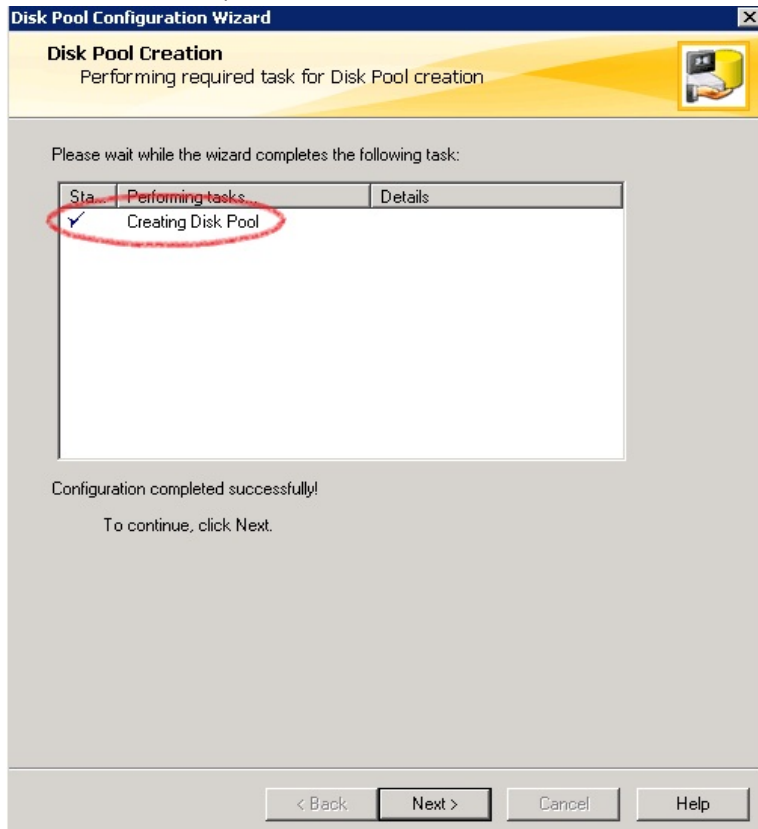 Disk Pool Configuration Wizard
Disk Pool Creation
Performing required task for Disk Pool creation
Please wait while the wizard completes the following task:
Sta... Performing tasks... Details
Creating Disk Pool
Configuration completed successfully!
To continue, click Next.
< Back Next > Cancel Help